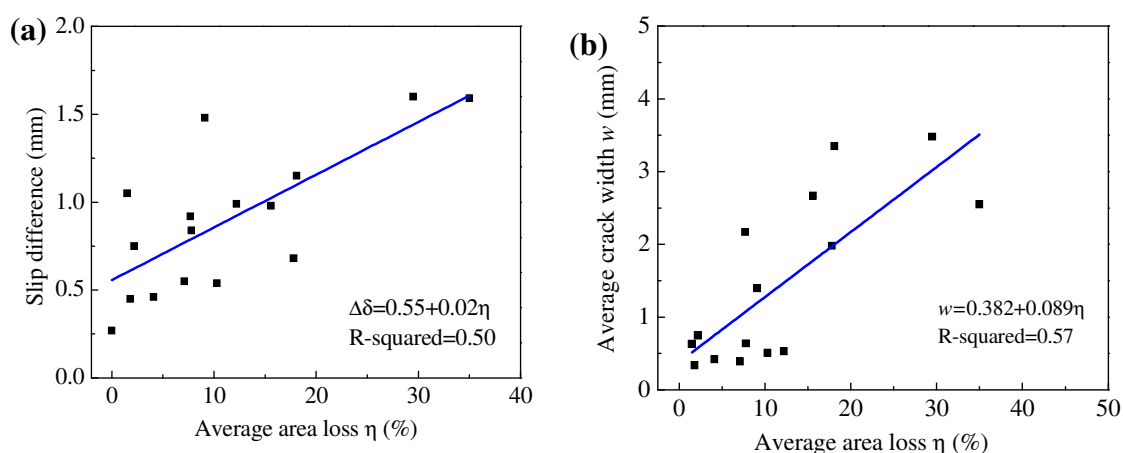 (a)
2.0
1.5
1.0
0.5
0.0
Slip difference (mm)
Δδ=0.55+0.02η
R-squared=0.50
0 10 20 30 40
Average area loss η (%)
(b)
5
4
3
2
1
0
Average crack width w (mm)
w=0.382+0.089η
R-squared=0.57
0 10 20 30 40 50
Average area loss η (%)